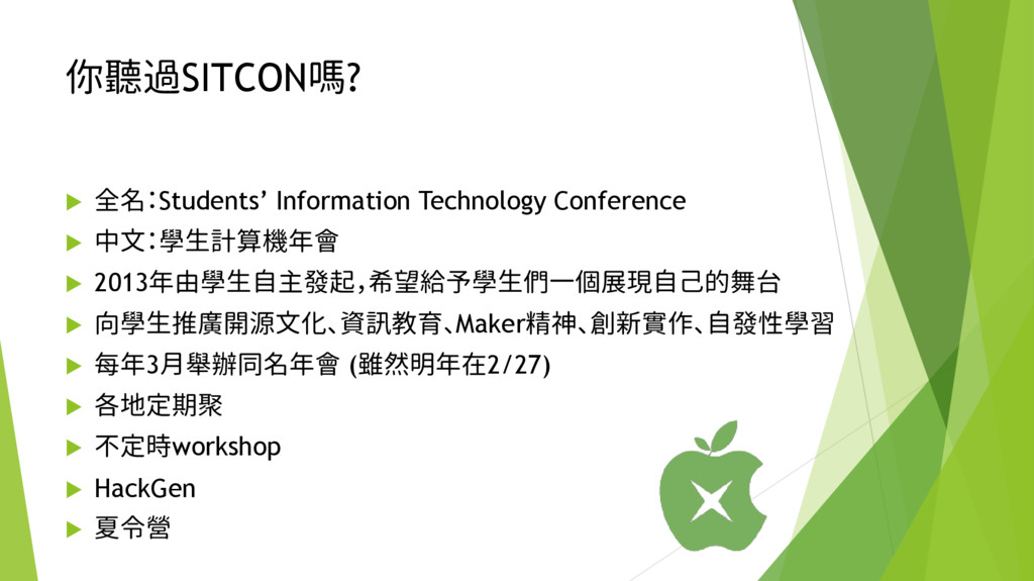 你聽過SITCON嗎?
全名：Students’ Information Technology Conference
中文：學生計算機年會
2013年由學生自主發起，希望給予學生們一個展現自己的舞台
向學生推廣開源文化、資訊教育、Maker精神、創新實作、自發性學習
每年3月舉辦同名年會 (雖然明年在2/27)
各地定期聚
不定時workshop
HackGen
夏令營